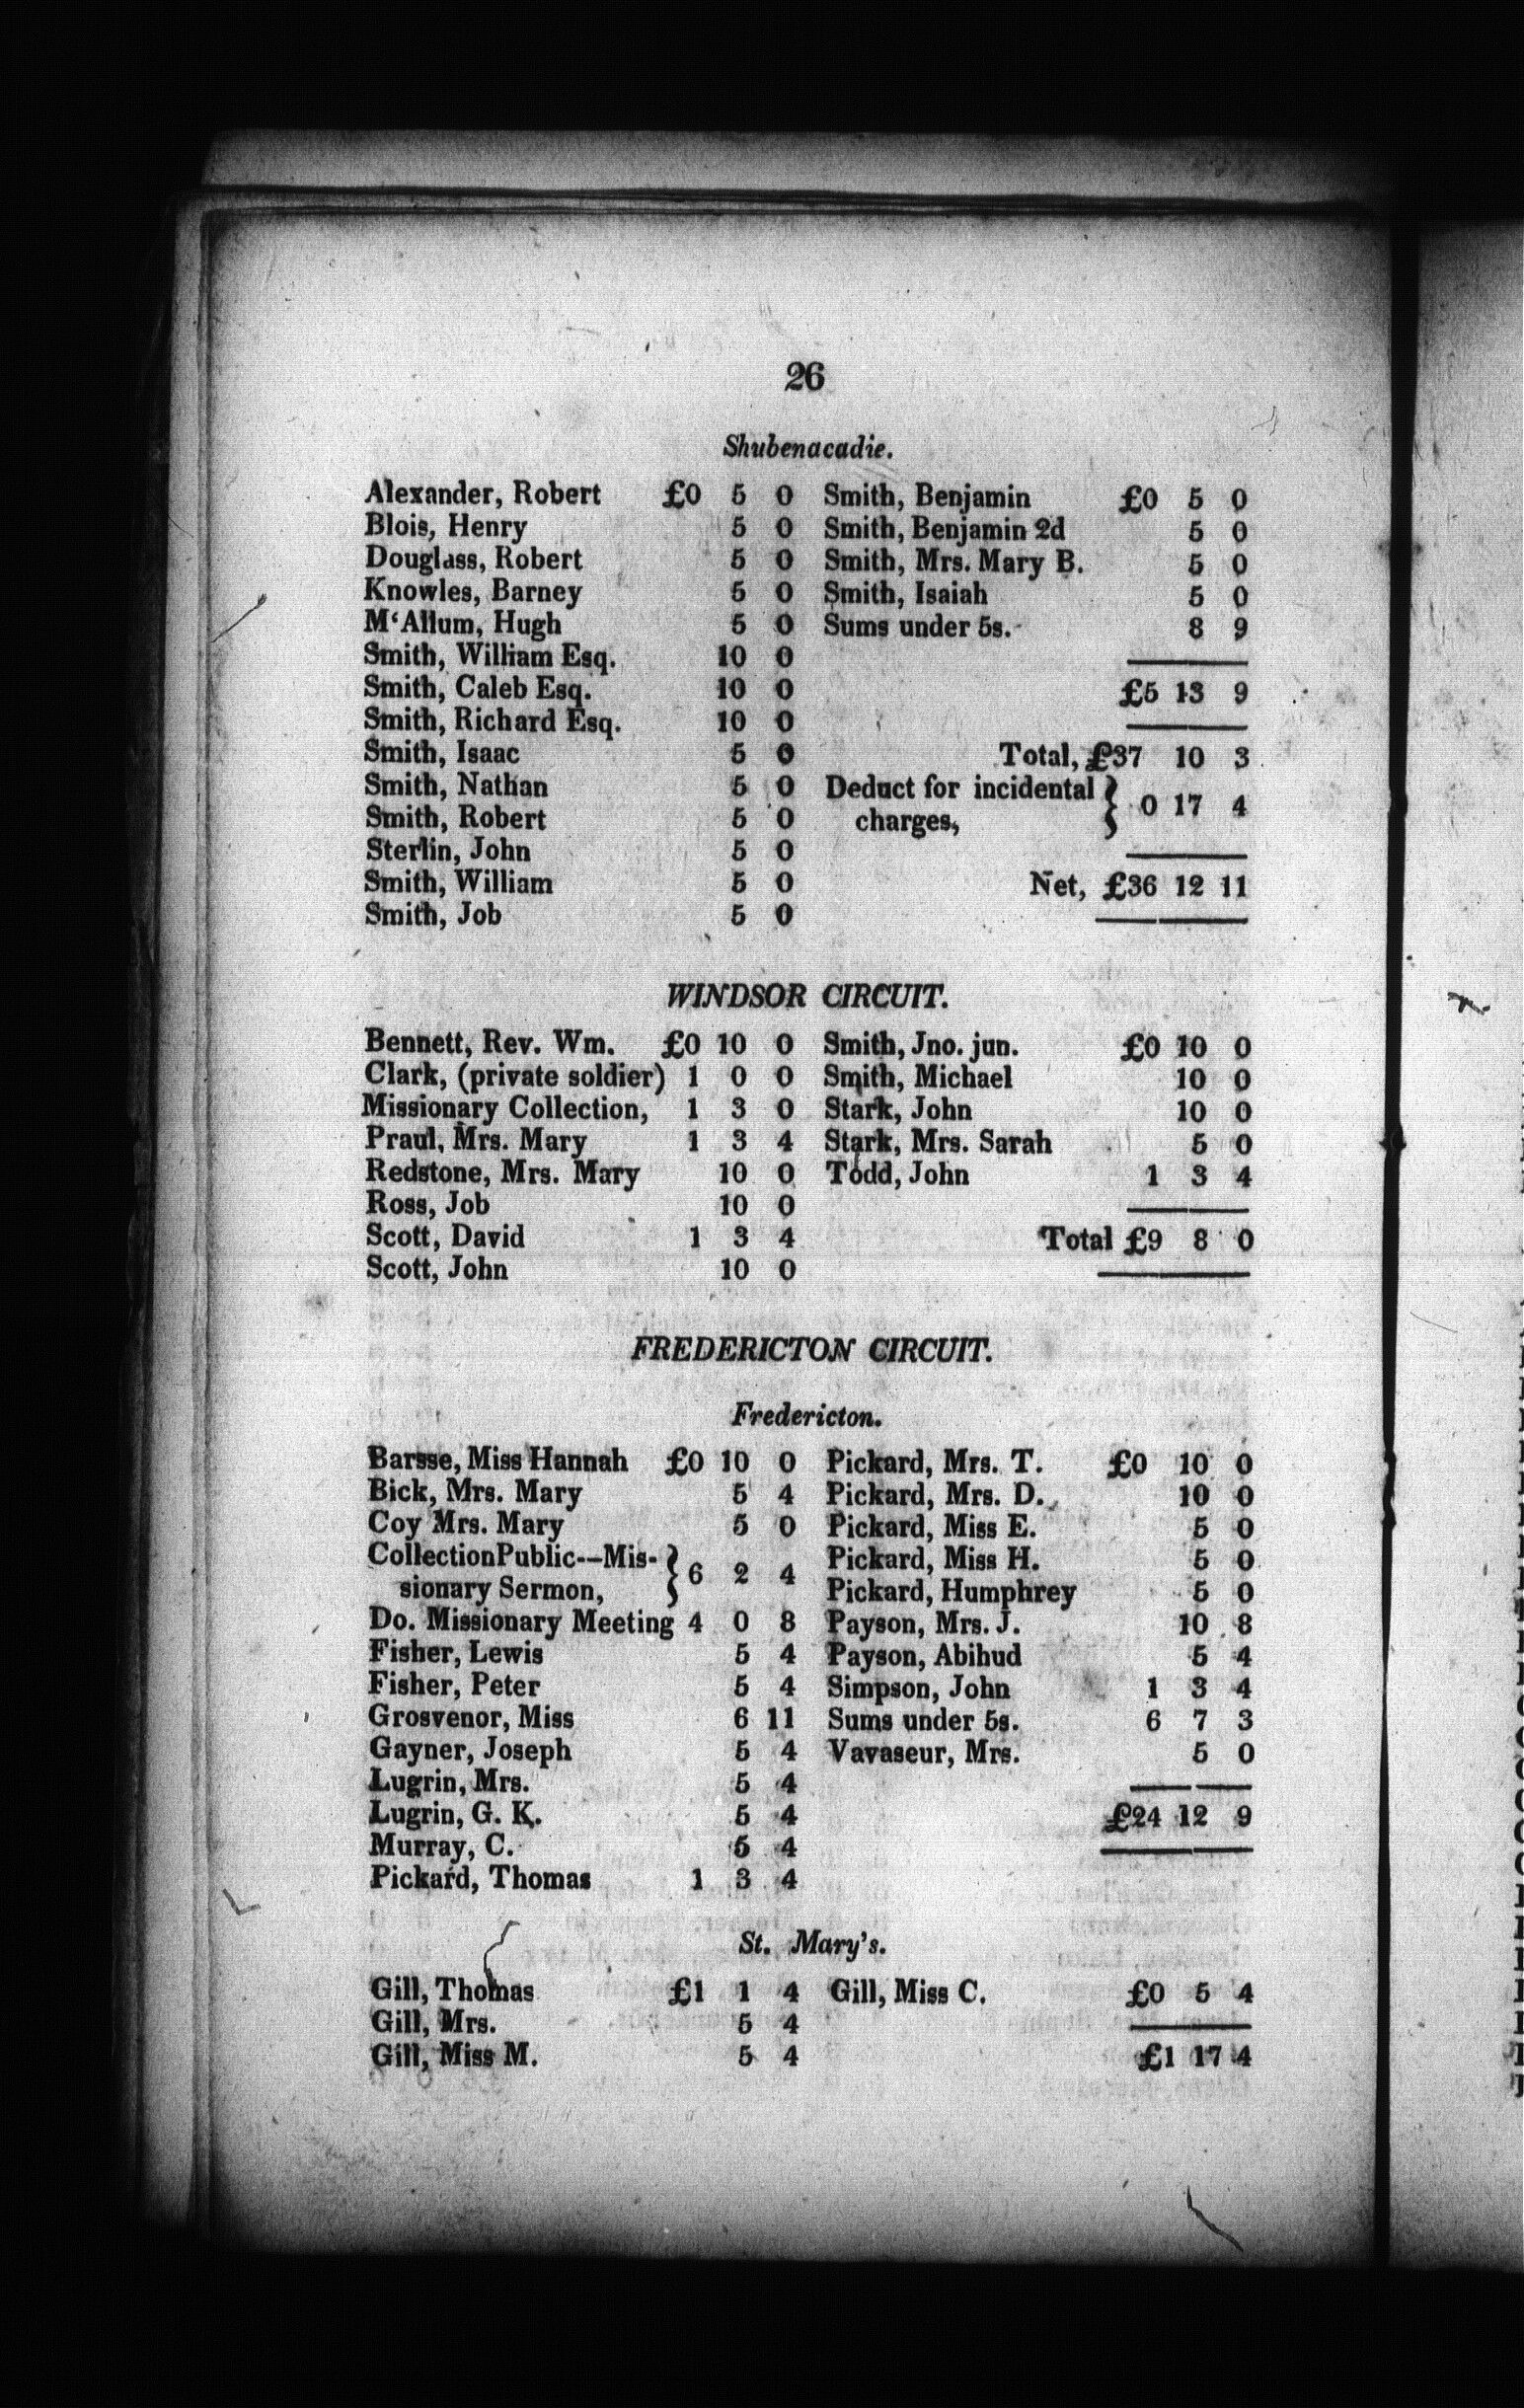 26
Shubenacadie.
Alexander, Robert £0 5 0
Blois, Henry 5 0
Douglass, Robert 5 0
Knowles, Barney 5 0
M‘Allum, Hugh 5 0
Smith, William Esq. 10 0
Smith, Caleb Esq. 10 0
Smith, Richard Esq. 10 0
Smith, Isaac 5 0
Smith, Nathan 5 0
Smith, Robert 5 0
Sterlin, John 5 0
Smith, William 5 0
Smith, Job 5 0
Smith, Benjamin £0 5 0
Smith, Benjamin 2d 5 0
Smith, Mrs. Mary B. 5 0
Smith, Isaiah 5 0
Sums under 5s. 8 9
£5 13 9
Total, £37 10 3
Deduct for incidental
charges, } 0 17 4
Net, £36 12 11
WINDSOR CIRCUIT.
Bennett, Rev. Wm. £0 10 0
Clark, (private soldier) 1 0 0
Missionary Collection, 1 3 0
Praul, Mrs. Mary 1 3 4
Redstone, Mrs. Mary 10 0
Ross, Job 10 0
Scott, David 1 3 4
Scott, John 10 0
Smith, Jno. jun. £0 10 0
Smith, Michael 10 0
Stark, John 10 0
Stark, Mrs. Sarah 5 0
Todd, John 1 3 4
Total £9 8 0
FREDERICTON CIRCUIT.
Fredericton.
Barsse, Miss Hannah £0 10 0
Bick, Mrs. Mary 5 4
Coy Mrs. Mary 5 0
CollectionPublic--Mis-
sionary Sermon, } 6 2 4
Do. Missionary Meeting 4 0 8
Fisher, Lewis 5 4
Fisher, Peter 5 4
Grosvenor, Miss 6 11
Gayner, Joseph 5 4
Lugrin, Mrs. 5 4
Lugrin, G. K. 5 4
Murray, C. 5 4
Pickard, Thomas 1 3 4
Pickard, Mrs. T. £0 10 0
Pickard, Mrs. D. 10 0
Pickard, Miss E. 5 0
Pickard, Miss H. 5 0
Pickard, Humphrey 5 0
Payson, Mrs. J. 10 8
Payson, Abihud 5 4
Simpson, John 1 3 4
Sums under 5s. 6 7 3
Vavaseur, Mrs. 5 0
£24 12 9
St. Mary's.
Gill, Thomas £1 1 4
Gill, Mrs. 5 4
Gill, Miss M. 5 4
Gill, Miss C. £0 5 4
£1 17 4